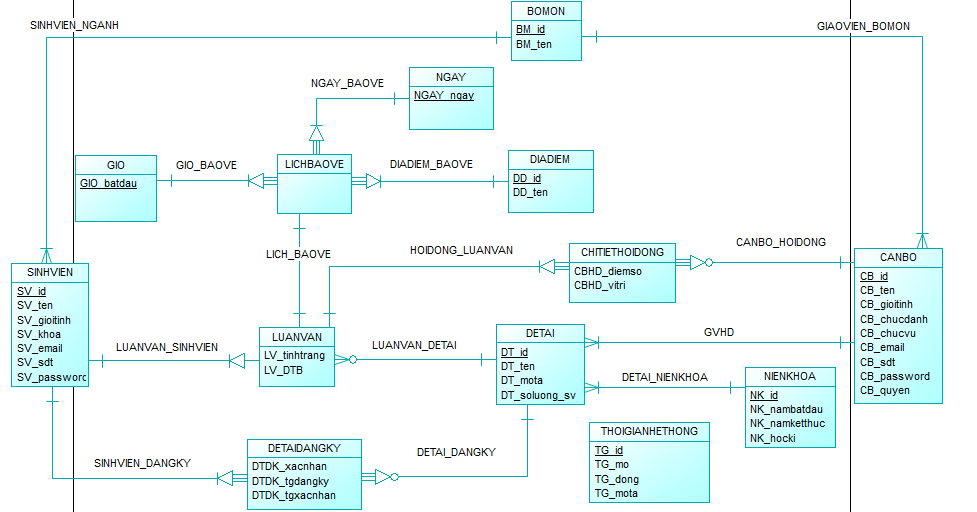 SINHVIEN_NGANH
BOMON
BM_id
BM_ten
GIAOVIEN_BOMON
NGAY_BAOVE
NGAY
NGAY_ngay
GIO
GIO_batdau
GIO_BAOVE
LICHBAOVE
DIADIEM_BAOVE
DIADIEM
DD_id
DD_ten
LICH_BAOVE
HOIDONG_LUANVAN
CHITIETHOIDONG
CBHD_diemso
CBHD_vitri
CANBO_HOIDONG
CANBO
CB_id
CB_ten
CB_gioitinh
CB_chucdanh
CB_chucvu
CB_email
CB_sdt
CB_password
CB_quyen
SINHVIEN
SV_id
SV_ten
SV_gioitinh
SV_khoa
SV_email
SV_sdt
SV_password
LUANVAN_SINHVIEN
LUANVAN
LV_tinhtrang
LV_DTB
LUANVAN_DETAI
DETAI
DT_id
DT_ten
DT_mota
DT_soluong_sv
GVHD
DETAI_NIENKHOA
NIENKHOA
NK_id
NK_nambatdau
NK_namketthuc
NK_hocki
THOIGIANHETHONG
TG_id
TG_mo
TG_dong
TG_mota
SINHVIEN_DANGKY
DETAIDANGKY
DTDK_xacnhan
DTDK_tgdangky
DTDK_tgxacnhan
DETAI_DANGKY